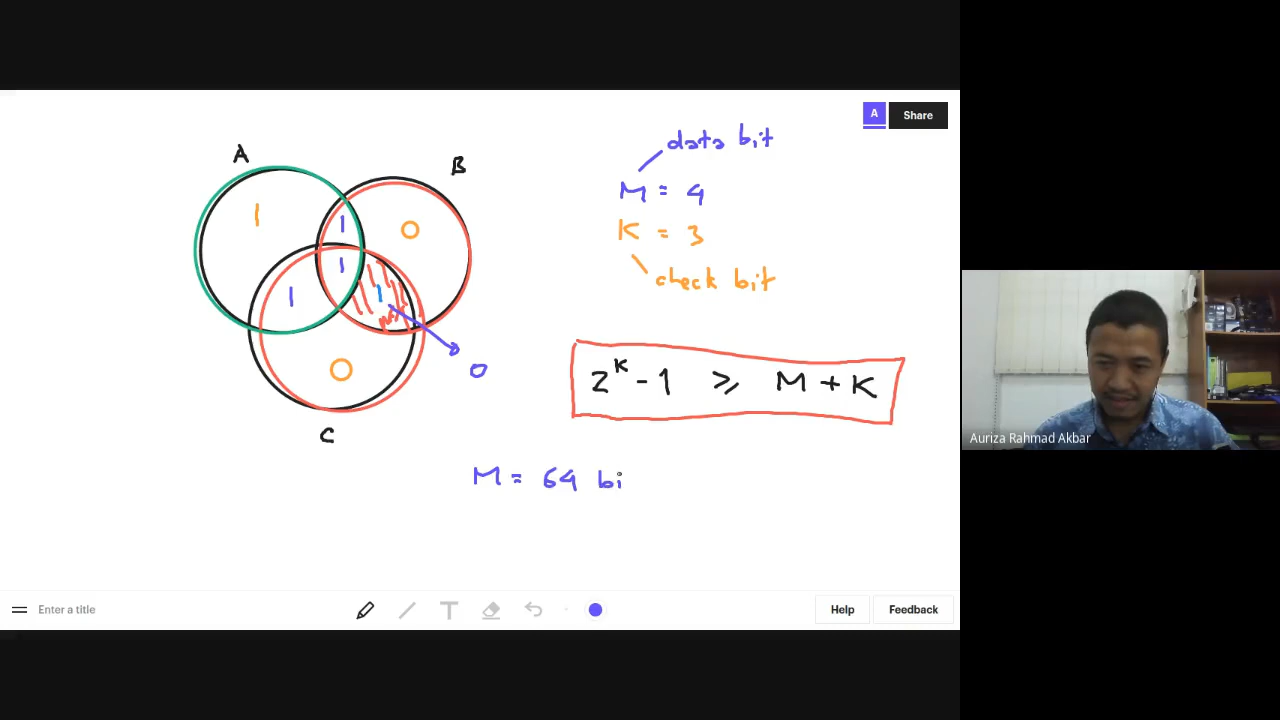 A Share
data bit
A
B
M = 4
1
1
0
K = 3
1
check bit
1
1
0
0
2^K - 1 ≥ M + K
C
Auriza Rahmad Akbar
M = 64 bi
Enter a title
T
Help
Feedback